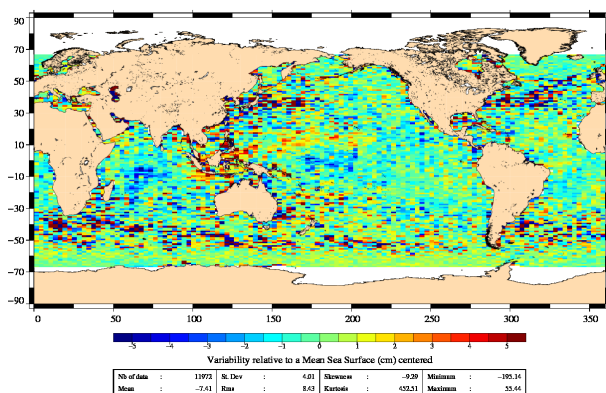 90
70
50
30
10
−10
−30
−50
−70
−90
0 50 100 150 200 250 300 350
−5 −4 −3 −2 −1 0 1 2 3 4 5
Variability relative to a Mean Sea Surface (cm) centered
Nb of data : 11972 St. Dev : 4.01 Skewness : −9.29 Minimum : −195.14
Mean : −7.41 Rms : 8.43 Kurtosis : 452.51 Maximum : 55.44